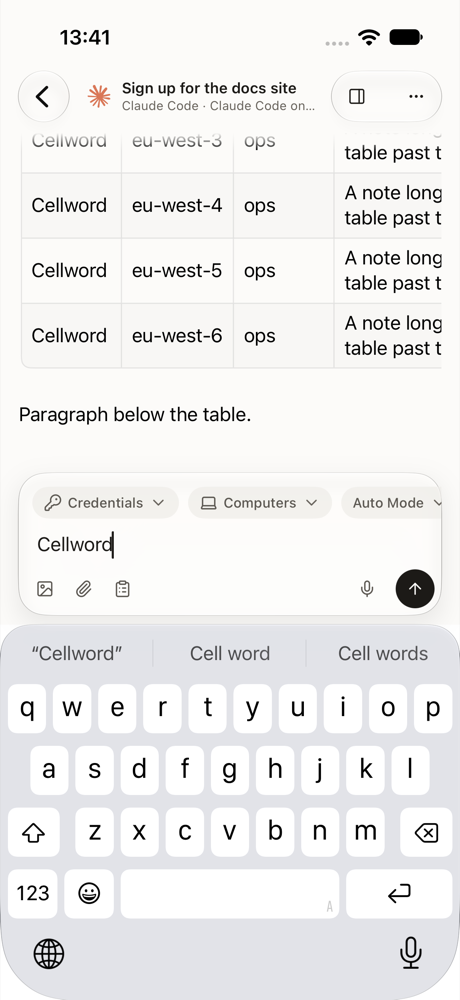 13:41
Sign up for the docs site
Claude Code · Claude Code on...
Cellword eu-west-3 ops
table past t
Cellword eu-west-4 ops A note long
table past t
Cellword eu-west-5 ops A note long
table past t
Cellword eu-west-6 ops A note long
table past t
Paragraph below the table.
Credentials Computers Auto Mode
Cellword
“Cellword” Cell word Cell words
q w e r t y u i o p
a s d f g h j k l
z x c v b n m
123
A